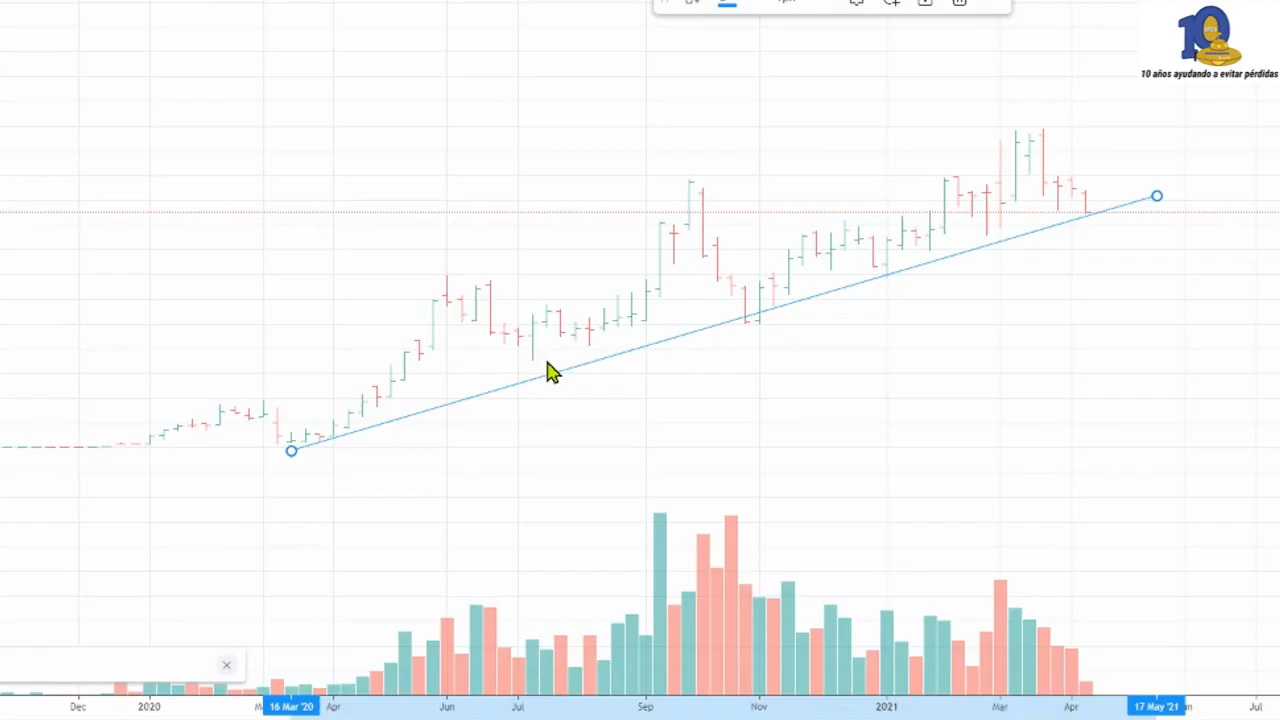 10
10 años ayudando a evitar pérdidas
Dec
2020
16 Mar '20
Apr
Jun
Jul
Sep
Nov
2021
Mar
Apr
17 May '21
Jul